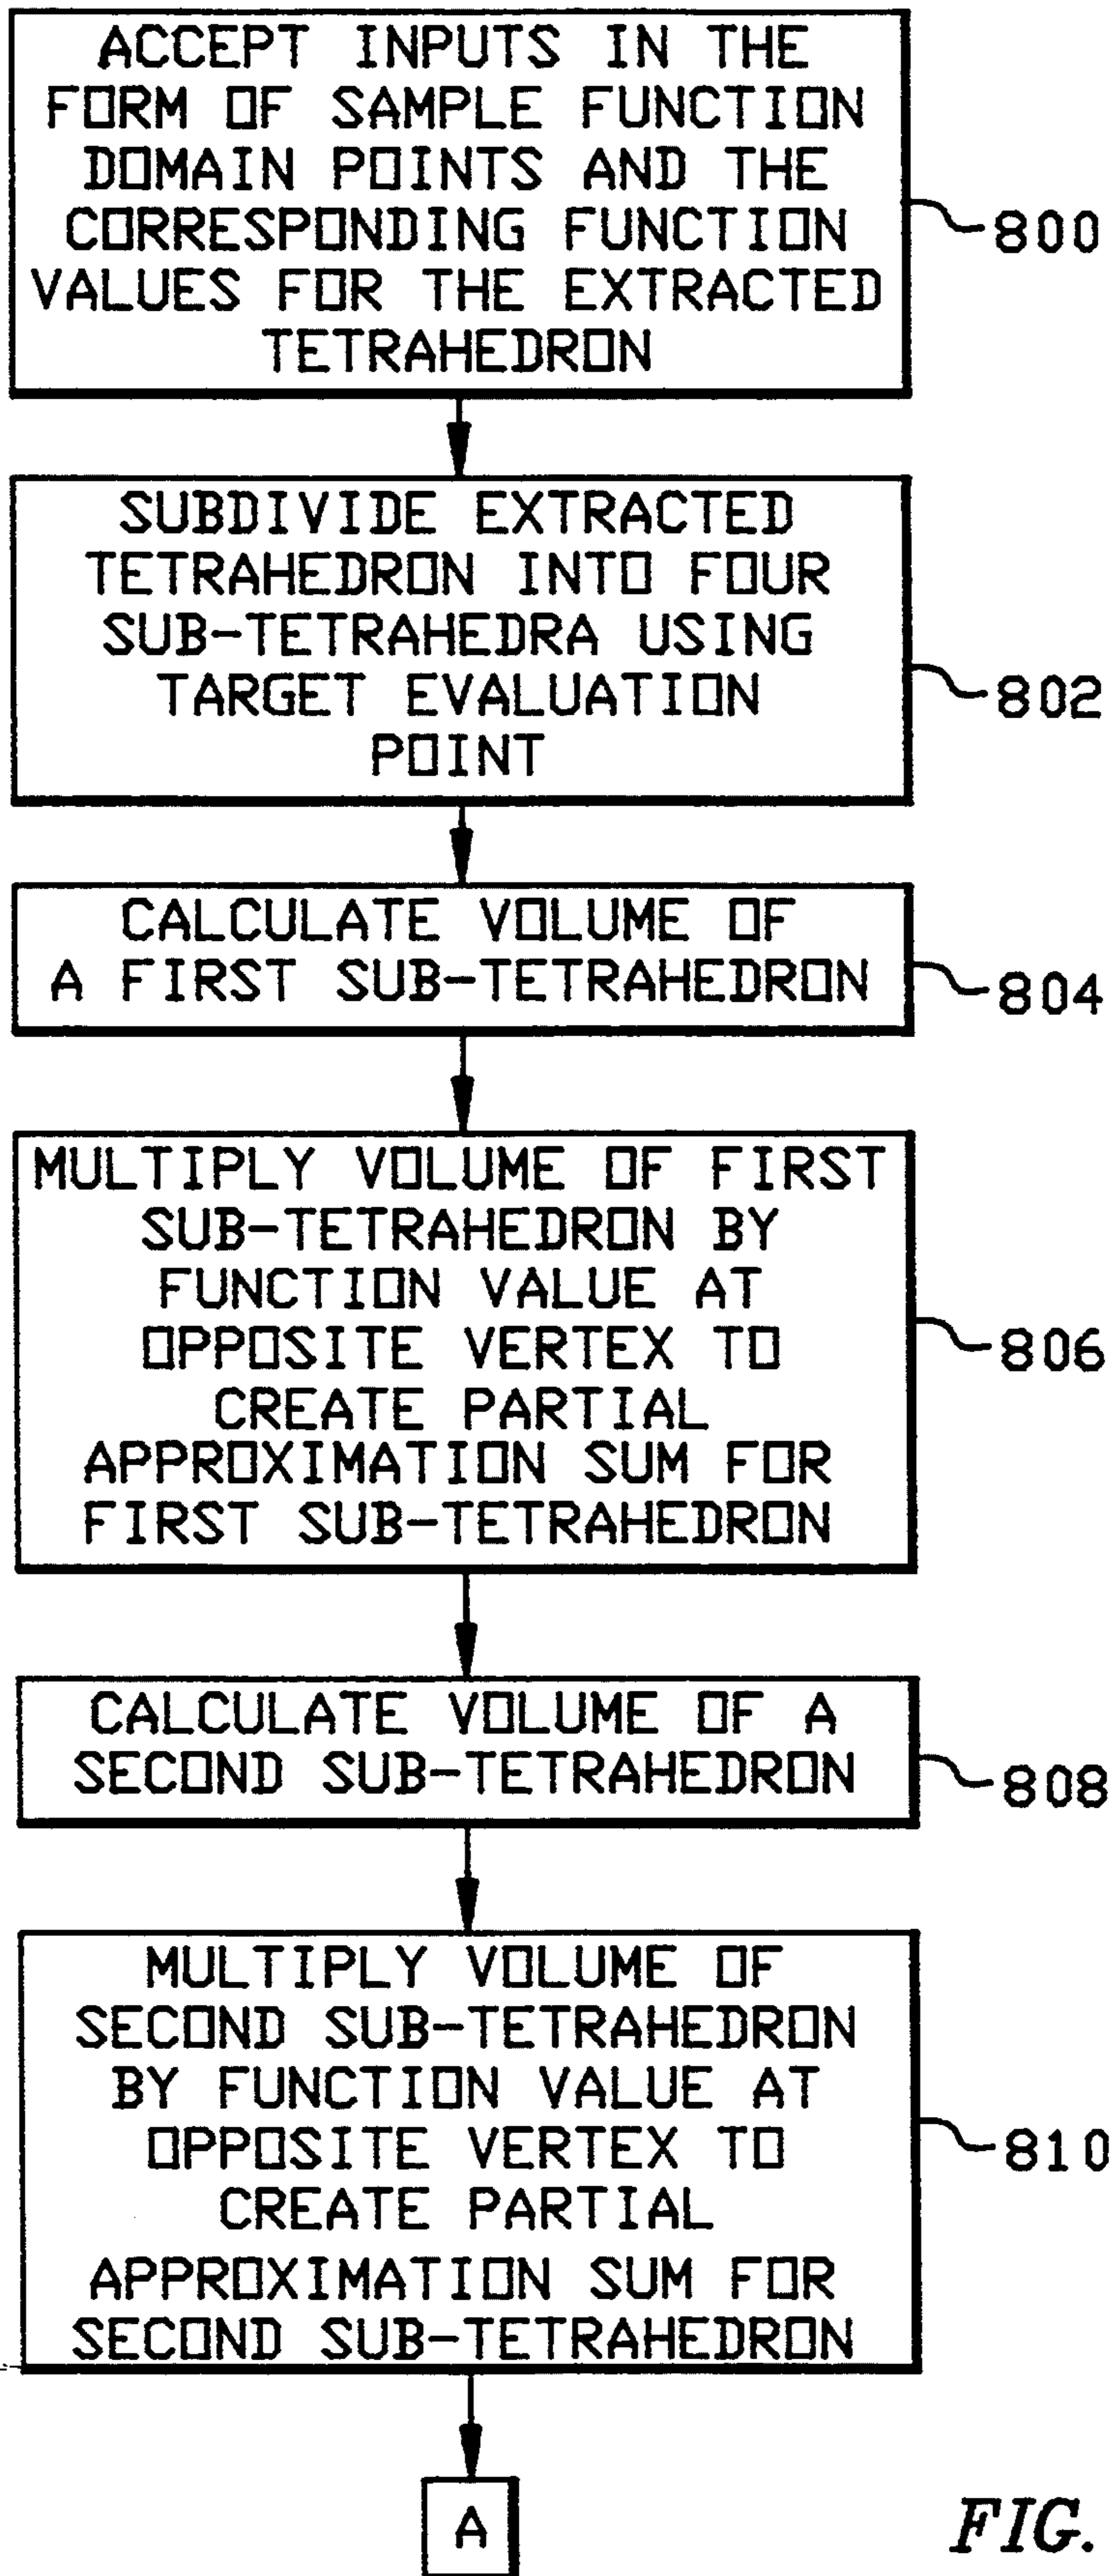 ACCEPT INPUTS IN THE
FORM OF SAMPLE FUNCTION
DOMAIN POINTS AND THE
CORRESPONDING FUNCTION
VALUES FOR THE EXTRACTED
TETRAHEDRON
800
SUBDIVIDE EXTRACTED
TETRAHEDRON INTO FOUR
SUB-TETRAHEDRA USING
TARGET EVALUATION
POINT
802
CALCULATE VOLUME OF
A FIRST SUB-TETRAHEDRON
804
MULTIPLY VOLUME OF FIRST
SUB-TETRAHEDRON BY
FUNCTION VALUE AT
OPPOSITE VERTEX TO
CREATE PARTIAL
APPROXIMATION SUM FOR
FIRST SUB-TETRAHEDRON
806
CALCULATE VOLUME OF A
SECOND SUB-TETRAHEDRON
808
MULTIPLY VOLUME OF
SECOND SUB-TETRAHEDRON
BY FUNCTION VALUE AT
OPPOSITE VERTEX TO
CREATE PARTIAL
APPROXIMATION SUM FOR
SECOND SUB-TETRAHEDRON
810
A
FIG.